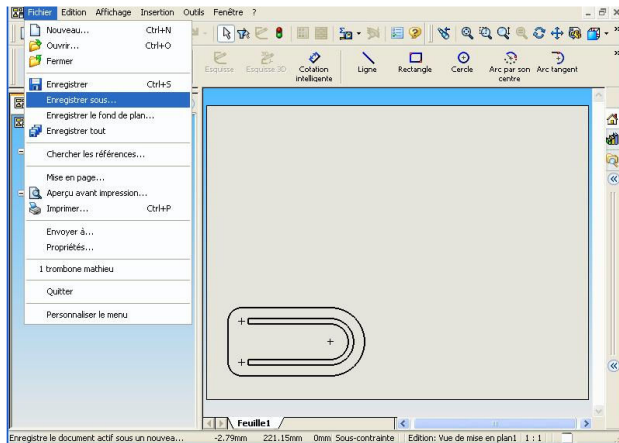 Fichier Edition Affichage Insertion Outils Fenêtre ?
Nouveau... Ctrl+N
Ouvrir... Ctrl+O
Fermer
Enregistrer Ctrl+S
Enregistrer sous...
Enregistrer le fond de plan...
Enregistrer tout
Chercher les références...
Mise en page...
Aperçu avant impression...
Imprimer... Ctrl+P
Envoyer à...
Propriétés...
1 trombone mathieu
Quitter
Personnaliser le menu
Esquisse Esquisse 3D Cotation intelligente Ligne Rectangle Cercle Arc par son centre Arc tangent
Feuille1
Enregistre le document actif sous un nouvea... -2.79mm 221.15mm 0mm Sous-contrainte Edition: Vue de mise en plan1 1 : 1